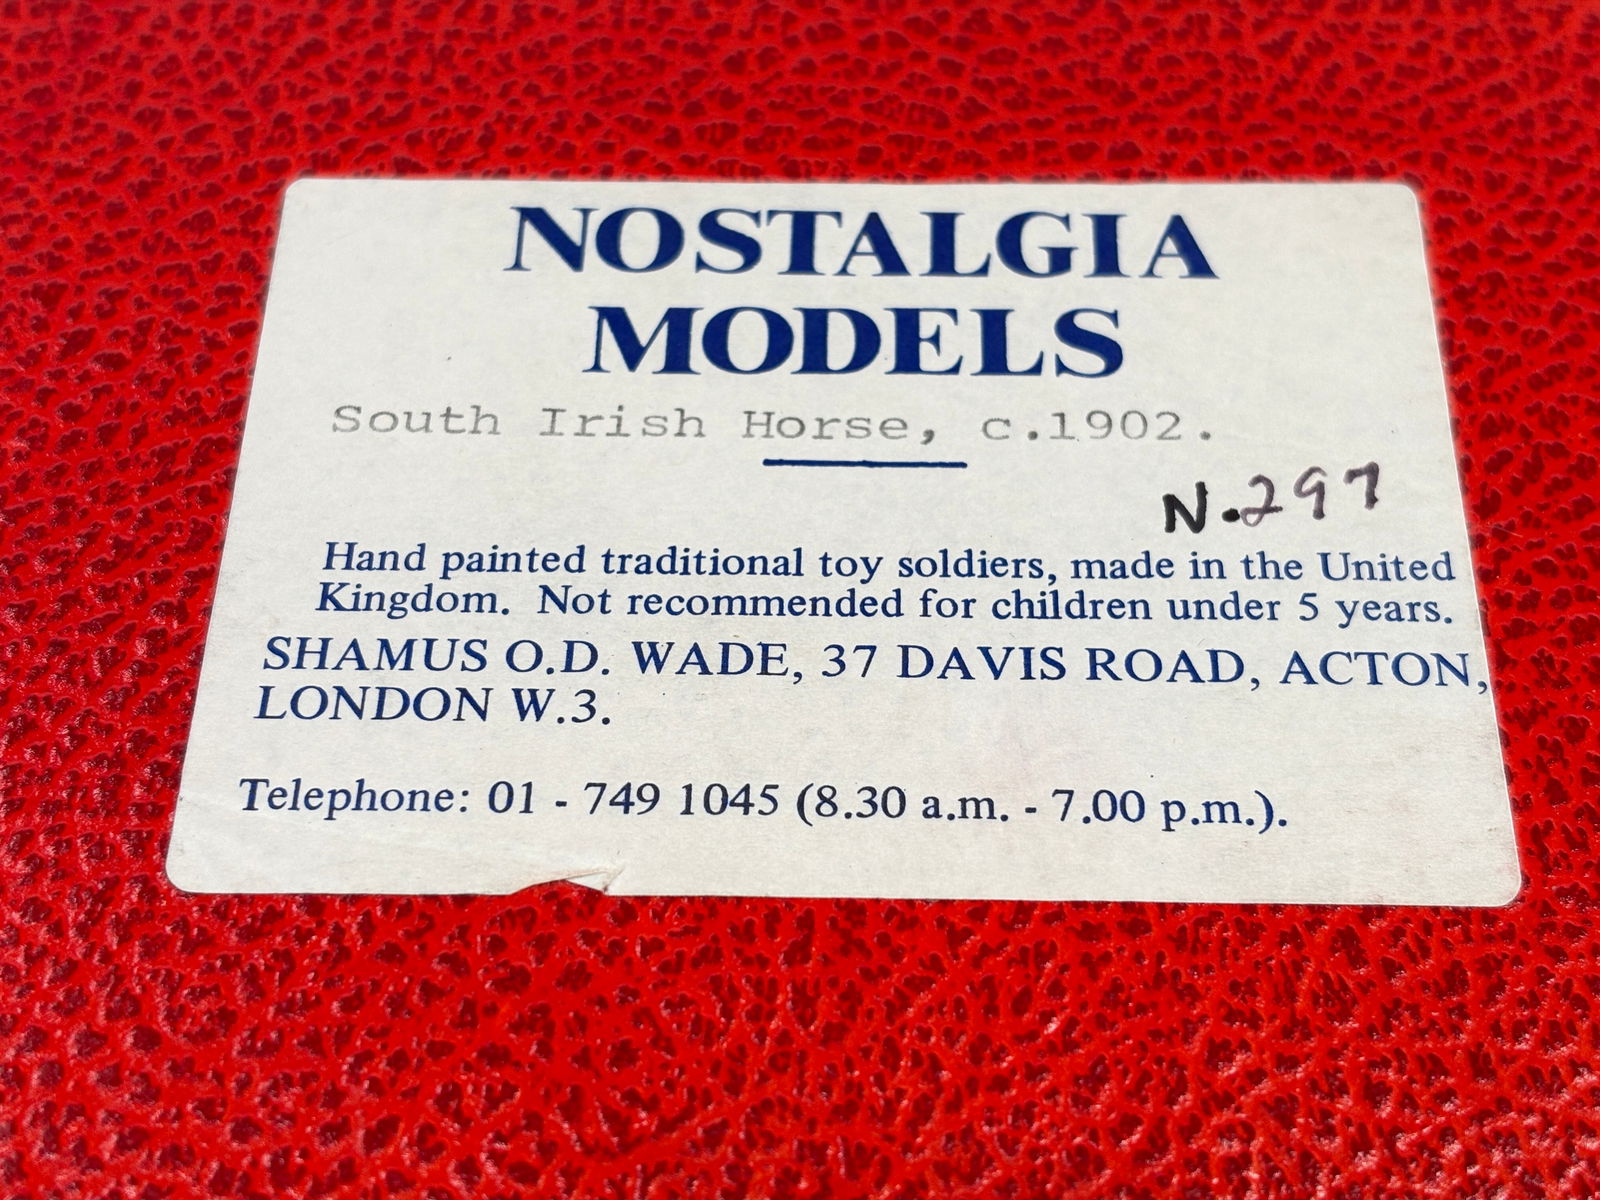 NOSTALGIA
MODELS
South Irish Horse, c.1902.
N.297
Hand painted traditional toy soldiers, made in the United
Kingdom. Not recommended for children under 5 years.
SHAMUS O.D. WADE, 37 DAVIS ROAD, ACTON,
LONDON W.3.
Telephone: 01 - 749 1045 (8.30 a.m. - 7.00 p.m.).